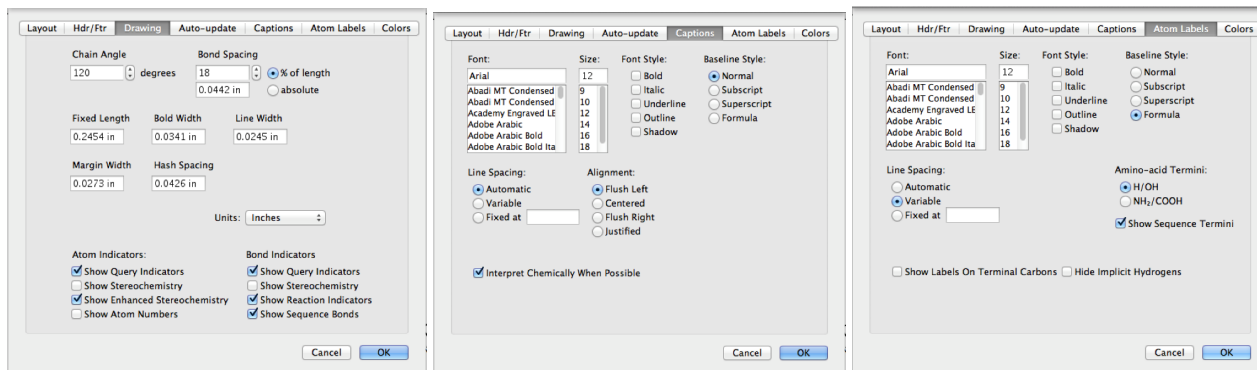 Layout Hdr/Ftr Drawing Auto-update Captions Atom Labels Colors
Chain Angle Bond Spacing
120 degrees 18 % of length
0.0442 in absolute
Fixed Length Bold Width Line Width
0.2454 in 0.0341 in 0.0245 in
Margin Width Hash Spacing
0.0273 in 0.0426 in
Units: Inches
Atom Indicators: Bond Indicators
Show Query Indicators Show Query Indicators
Show Stereochemistry Show Stereochemistry
Show Enhanced Stereochemistry Show Reaction Indicators
Show Atom Numbers Show Sequence Bonds
Cancel OK
Layout Hdr/Ftr Drawing Auto-update Captions Atom Labels Colors
Font: Size: Font Style: Baseline Style:
Arial 12 Bold Normal
Abadi MT Condensed 9 Italic Subscript
Abadi MT Condensed 10 Underline Superscript
Academy Engraved LE 12 Outline Formula
Adobe Arabic 14 Shadow
Adobe Arabic Bold 16
Adobe Arabic Bold Ita 18
Line Spacing: Alignment:
Automatic Flush Left
Variable Centered
Fixed at Flush Right
Justified
Interpret Chemically When Possible
Cancel OK
Layout Hdr/Ftr Drawing Auto-update Captions Atom Labels Colors
Font: Size: Font Style: Baseline Style:
Arial 12 Bold Normal
Abadi MT Condensed 9 Italic Subscript
Abadi MT Condensed 10 Underline Superscript
Academy Engraved LE 12 Outline Formula
Adobe Arabic 14 Shadow
Adobe Arabic Bold 16
Adobe Arabic Bold Ita 18
Line Spacing: Amino-acid Termini:
Automatic H/OH
Variable NH₂/COOH
Fixed at Show Sequence Termini
Show Labels On Terminal Carbons Hide Implicit Hydrogens
Cancel OK